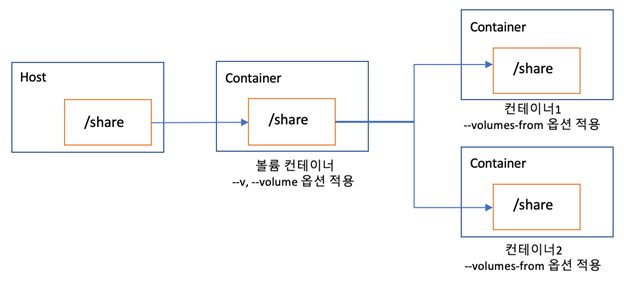 Host
/share
Container
/share
볼륨 컨테이너
--v, --volume 옵션 적용
Container
/share
컨테이너1
--volumes-from 옵션 적용
Container
/share
컨테이너2
--volumes-from 옵션 적용